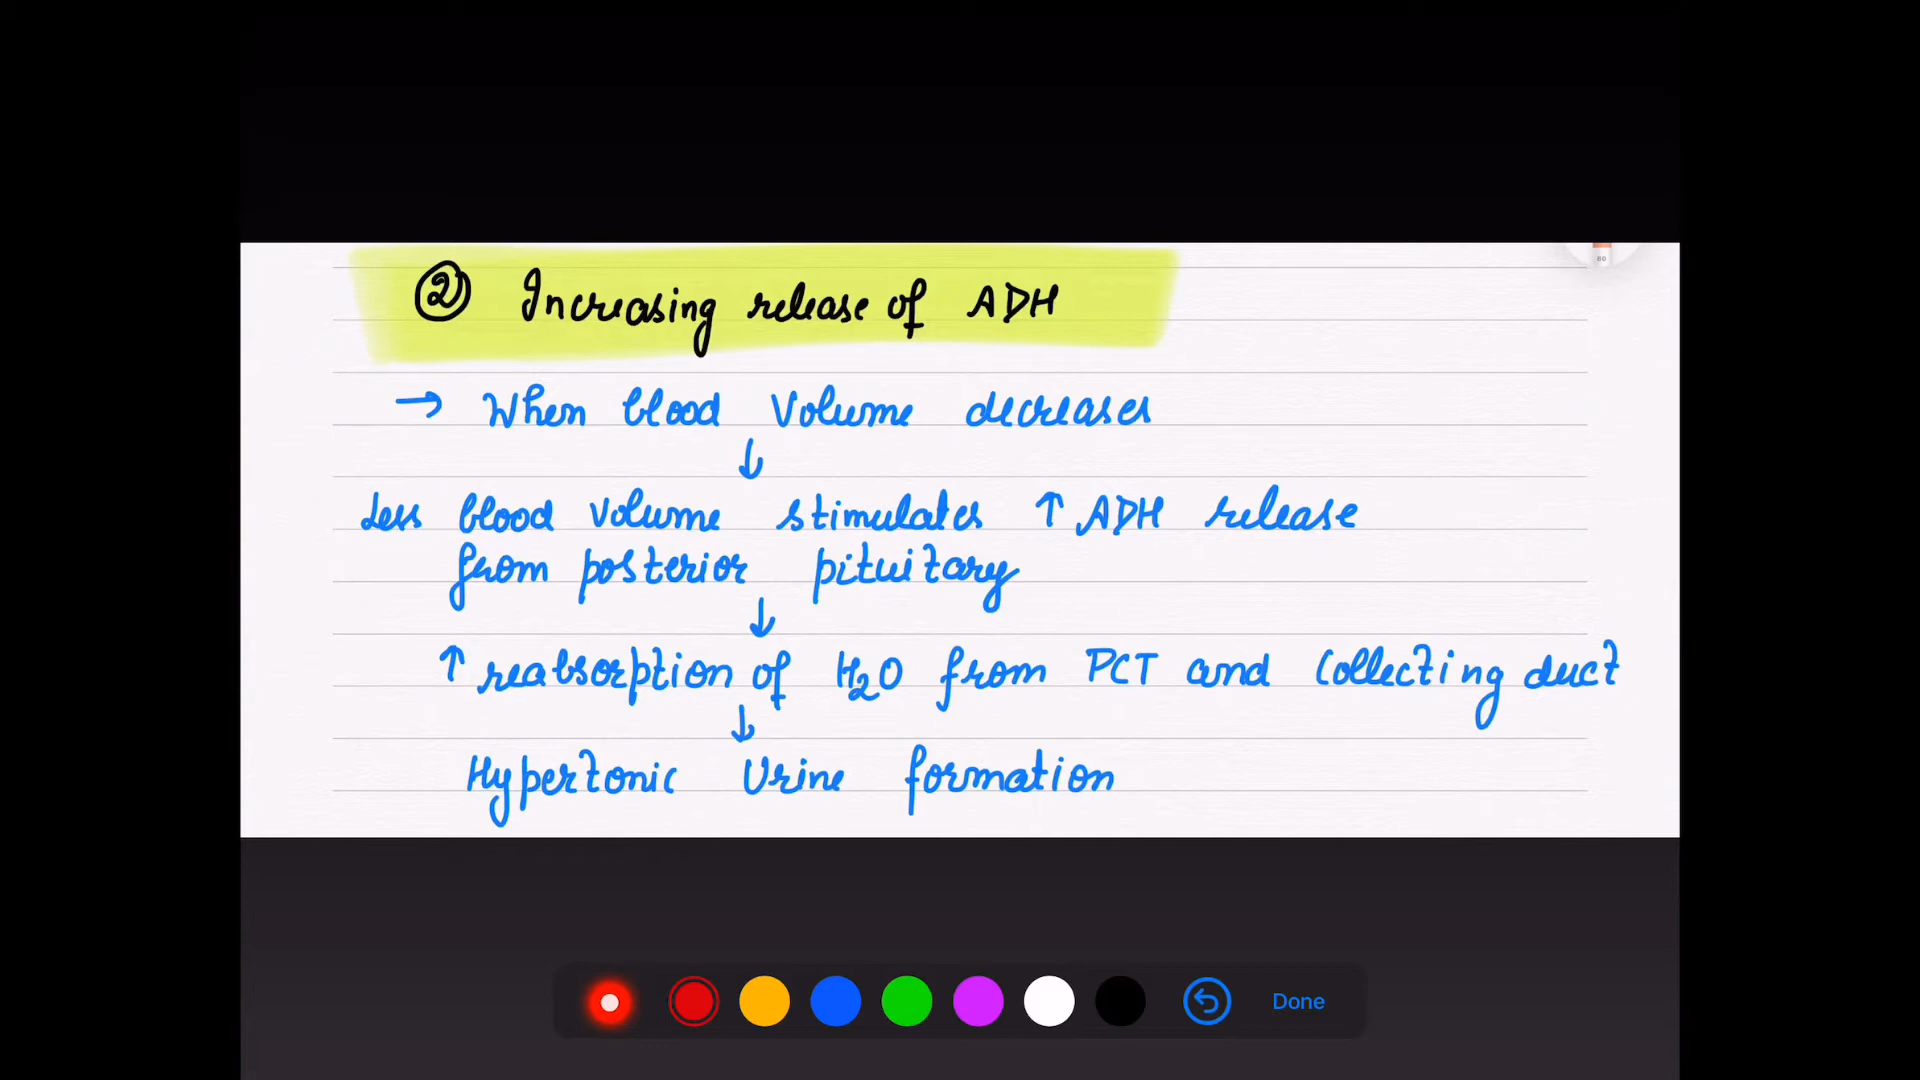 ② Increasing release of ADH
→ When blood volume decreases
↓
Less blood volume stimulates ↑ ADH release
from posterior pituitary
↓
↑ reabsorption of H₂O from PCT and Collecting duct
↓
Hypertonic Urine formation
60
Done